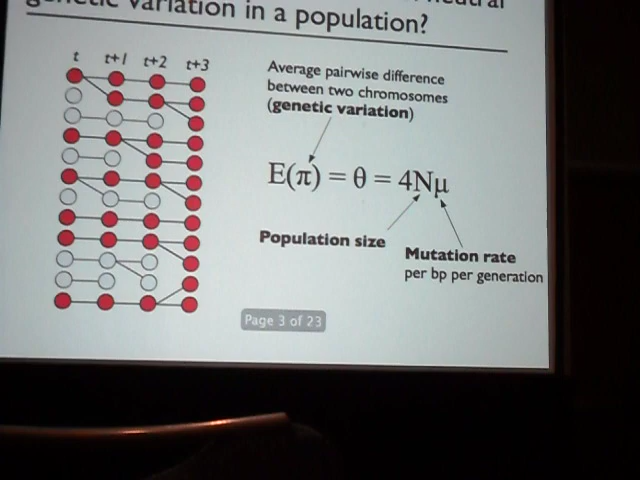 genetic variation in a population?
t t+1 t+2 t+3
Average pairwise difference
between two chromosomes
(genetic variation)
E(π) = θ = 4Nμ
Population size
Mutation rate
per bp per generation
Page 3 of 23